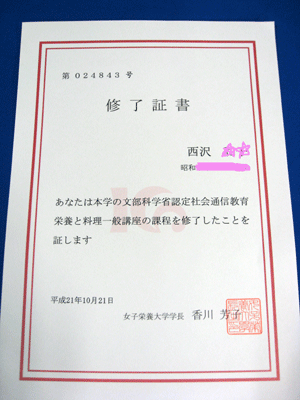 第 024843 号
修了証書
西沢
昭和
あなたは本学の文部科学省認定社会通信教育
栄養と料理一般講座の課程を修了したことを
証します
平成21年10月21日
女子栄養大学学長 香川 芳子